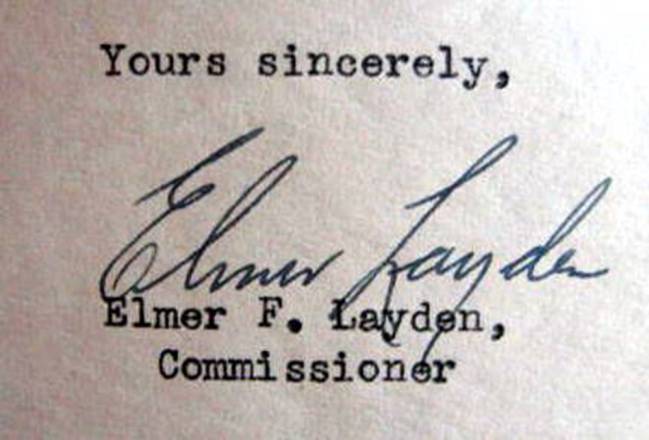 Yours sincerely,
Elmer Layden
Elmer F. Layden,
Commissioner